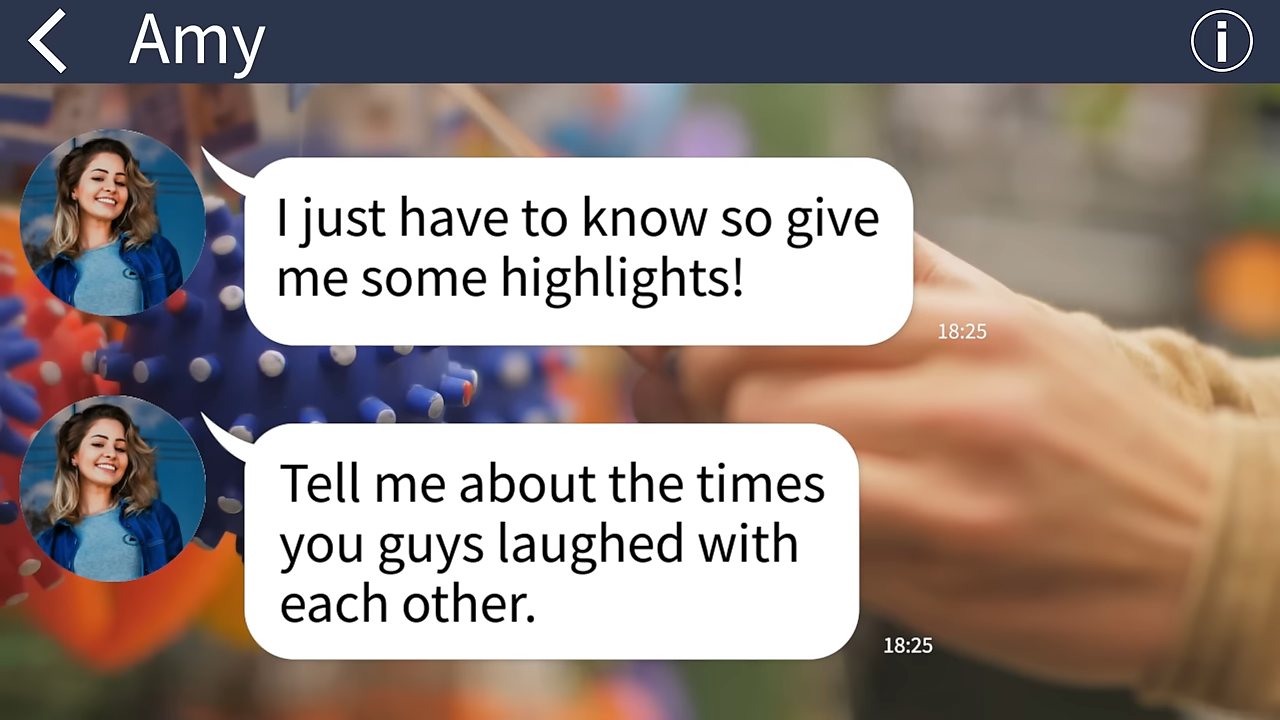 Amy
I just have to know so give
me some highlights!
18:25
Tell me about the times
you guys laughed with
each other.
18:25